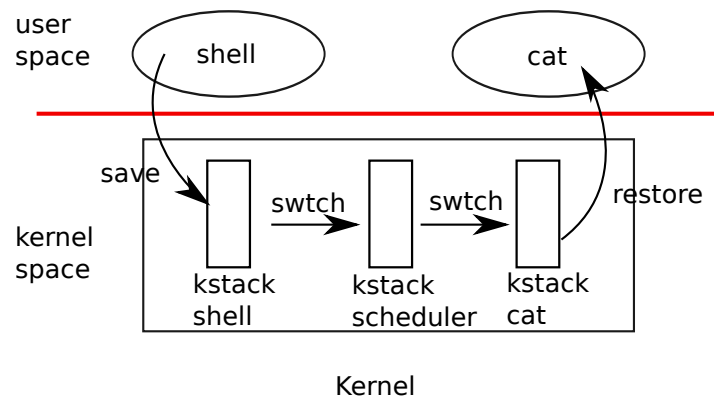 user
space
shell
cat
save
swtch
swtch
restore
kernel
space
kstack
shell
kstack
scheduler
kstack
cat
Kernel